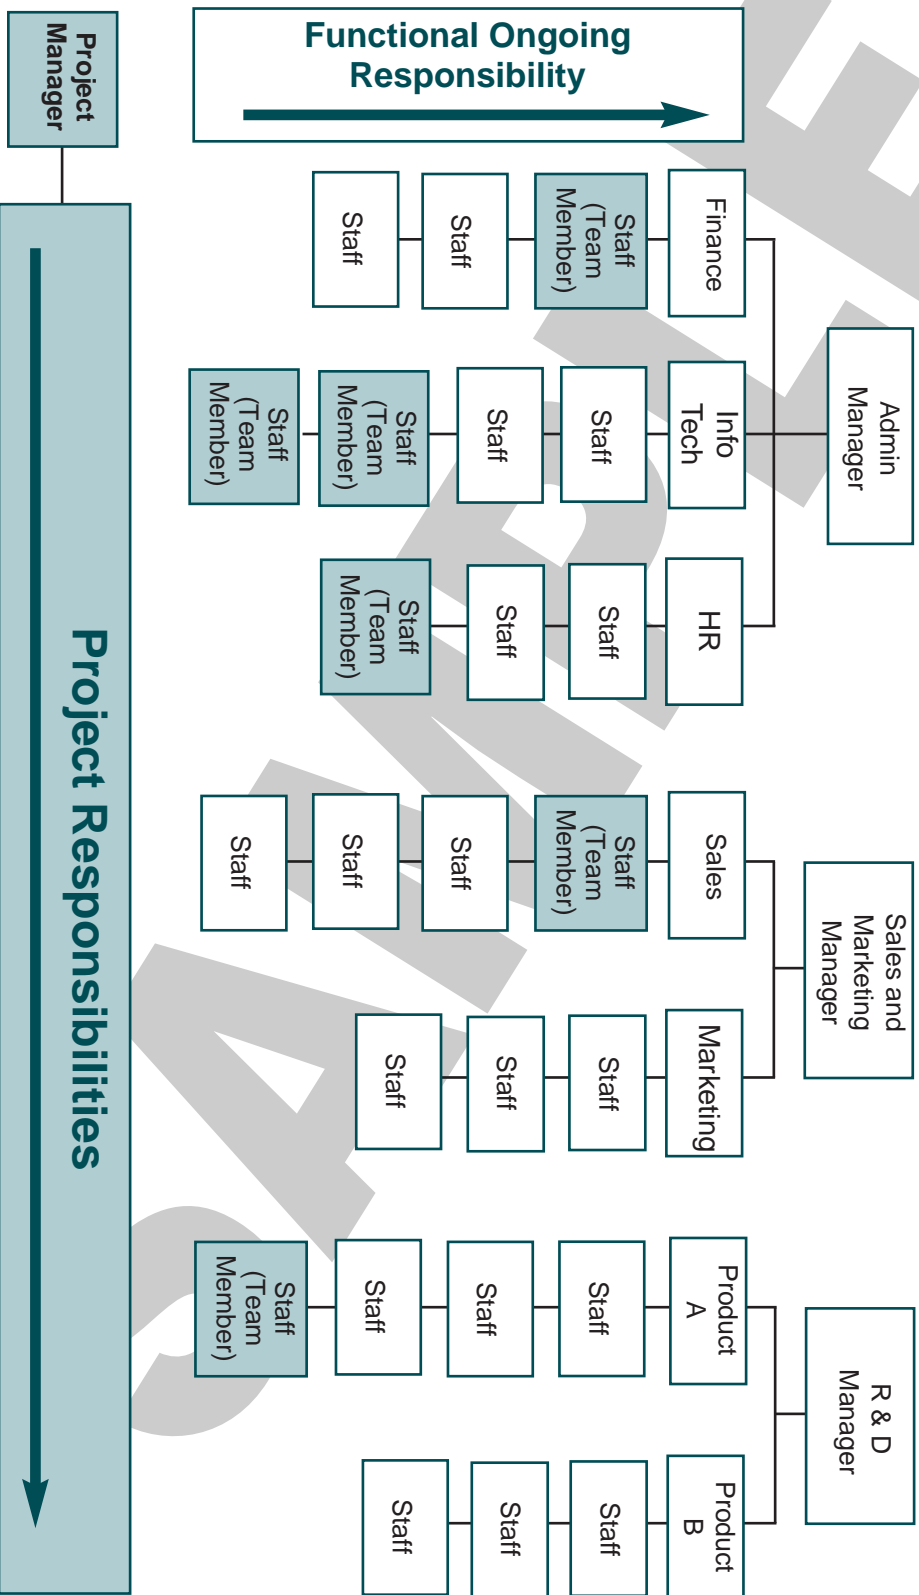 Functional Ongoing
Responsibility
Admin
Manager
Sales and
Marketing
Manager
R & D
Manager
Finance
Info
Tech
HR
Sales
Marketing
Product
A
Product
B
Staff
(Team
Member)
Staff
Staff
Staff
Staff
Staff
(Team
Member)
Staff
(Team
Member)
Staff
Staff
Staff
(Team
Member)
Staff
(Team
Member)
Staff
Staff
Staff
Staff
Staff
Staff
Staff
Staff
Staff
Staff
(Team
Member)
Staff
Staff
Staff
Project
Manager
Project Responsibilities
SAMPLE